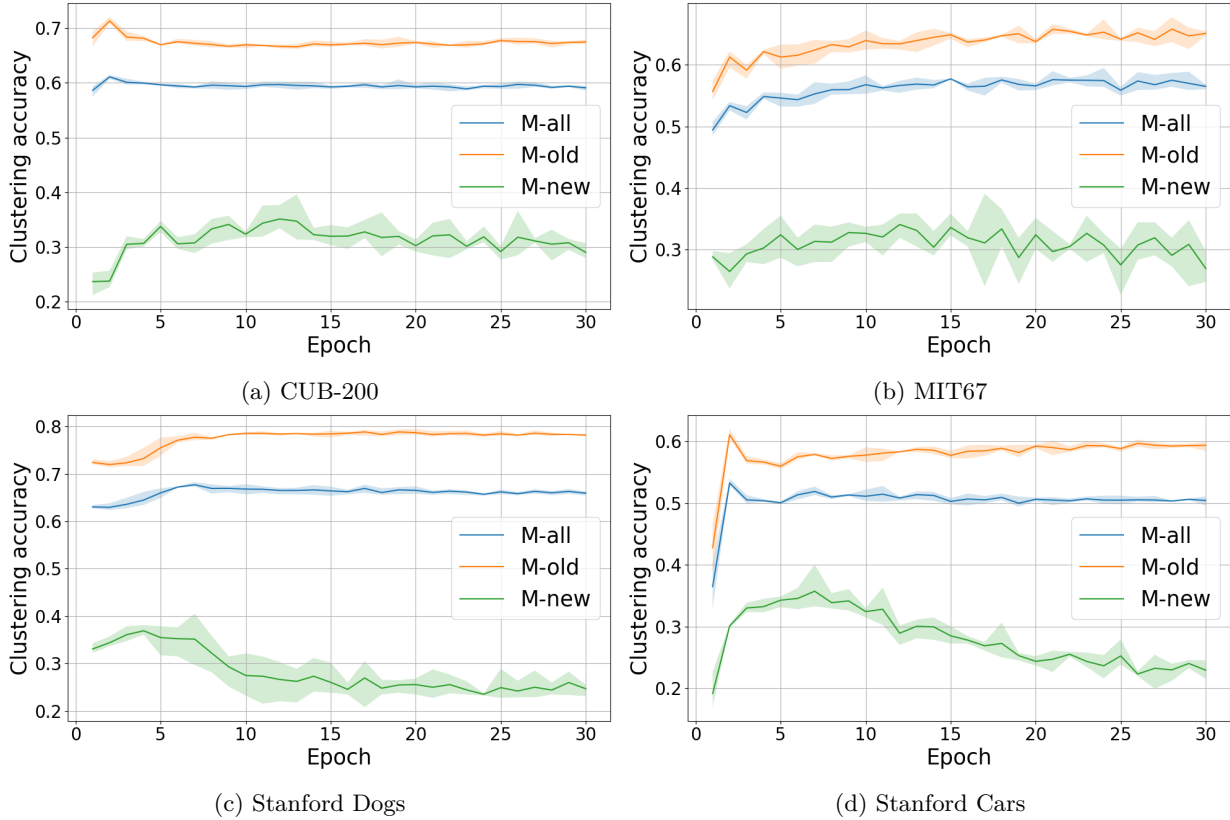 Clustering accuracy
0.7
0.6
0.5
0.4
0.3
0.2
M-all
M-old
M-new
0 5 10 15 20 25 30
Epoch
(a) CUB-200
Clustering accuracy
0.6
0.5
0.4
0.3
M-all
M-old
M-new
0 5 10 15 20 25 30
Epoch
(b) MIT67
Clustering accuracy
0.8
0.7
0.6
0.5
0.4
0.3
0.2
M-all
M-old
M-new
0 5 10 15 20 25 30
Epoch
(c) Stanford Dogs
Clustering accuracy
0.6
0.5
0.4
0.3
0.2
M-all
M-old
M-new
0 5 10 15 20 25 30
Epoch
(d) Stanford Cars